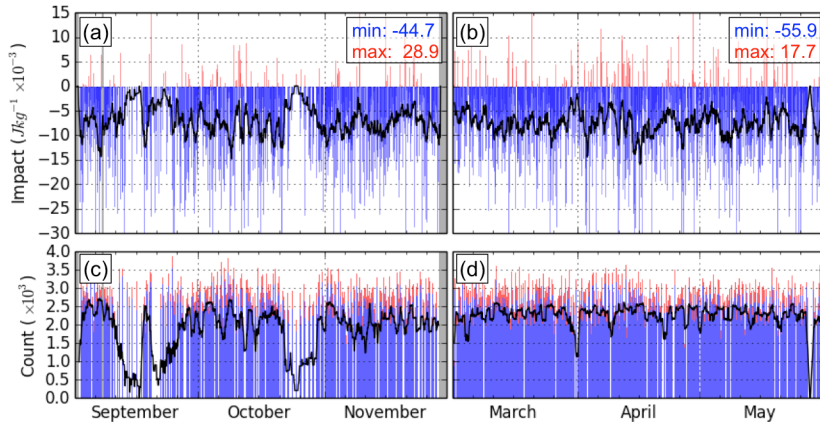 (a)
min: -44.7
max: 28.9
(b)
min: -55.9
max: 17.7
Impact (Jkg⁻¹ ×10⁻³)
15
10
5
0
−5
−10
−15
−20
−25
−30
(c)
(d)
Count (×10³)
4.0
3.5
3.0
2.5
2.0
1.5
1.0
0.5
0.0
September October November March April May